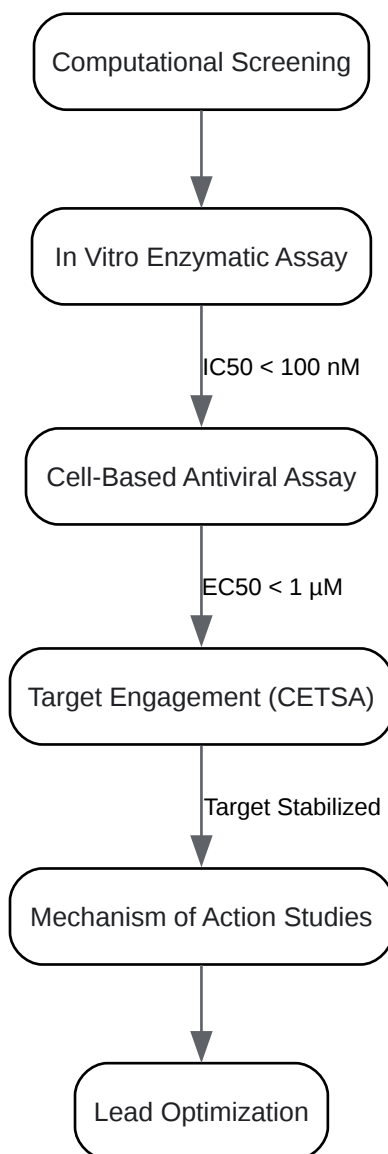 Computational Screening
In Vitro Enzymatic Assay
IC50 < 100 nM
Cell-Based Antiviral Assay
EC50 < 1 µM
Target Engagement (CETSA)
Target Stabilized
Mechanism of Action Studies
Lead Optimization